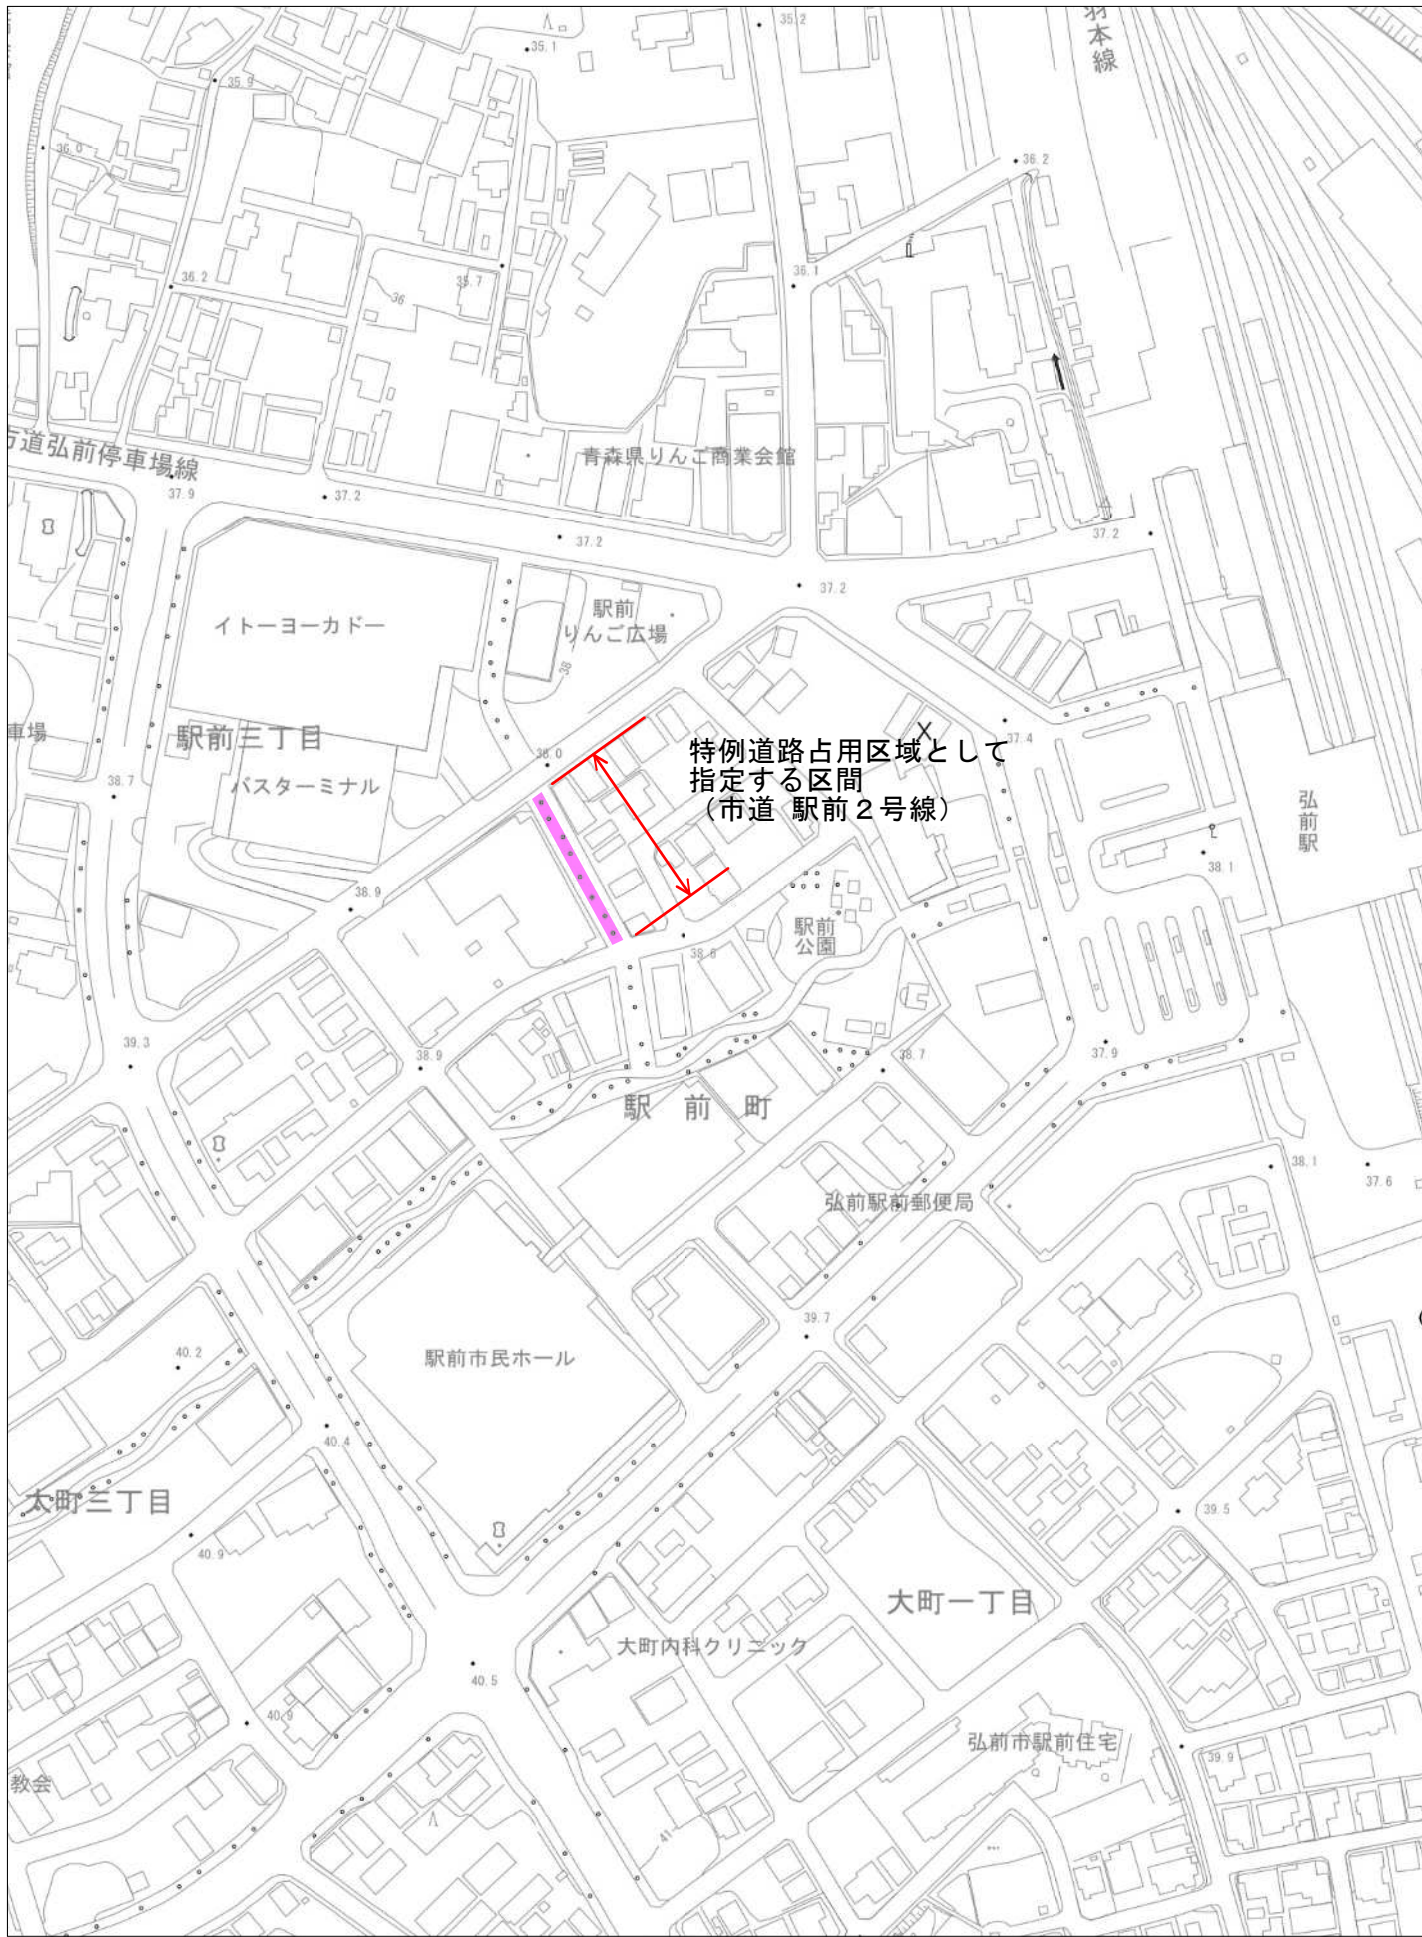 羽本線
35.2
35.1
35.9
36.0
36.2
36.2
36.1
36
35.7
市道弘前停車場線
青森県りんご商業会館
37.9
37.2
37.2
37.2
37.2
イトーヨーカドー
駅前
りんご広場
38
車場
駅前三丁目
38.0
特例道路占用区域として
指定する区間
(市道 駅前2号線)
37.4
38.7
バスターミナル
弘前駅
38.1
38.9
駅前
公園
38.6
39.3
38.9
38.7
37.9
駅前町
38.1
37.6
弘前駅前郵便局
39.7
40.2
駅前市民ホール
40.4
大町三丁目
39.5
40.9
大町一丁目
大町内科クリニック
40.5
40.9
弘前市駅前住宅
39.9
教会
41